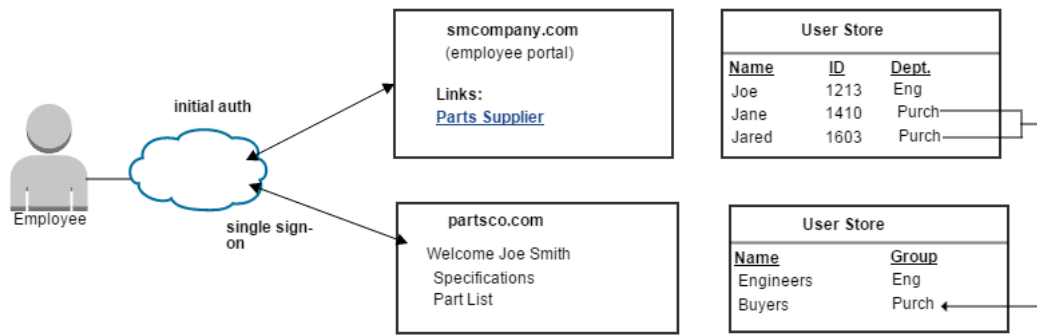 smcompany.com
(employee portal)
Links:
Parts Supplier
User Store
Name ID Dept.
Joe 1213 Eng
Jane 1410 Purch
Jared 1603 Purch
initial auth
Employee
single sign-
on
partsco.com
Welcome Joe Smith
Specifications
Part List
User Store
Name Group
Engineers Eng
Buyers Purch